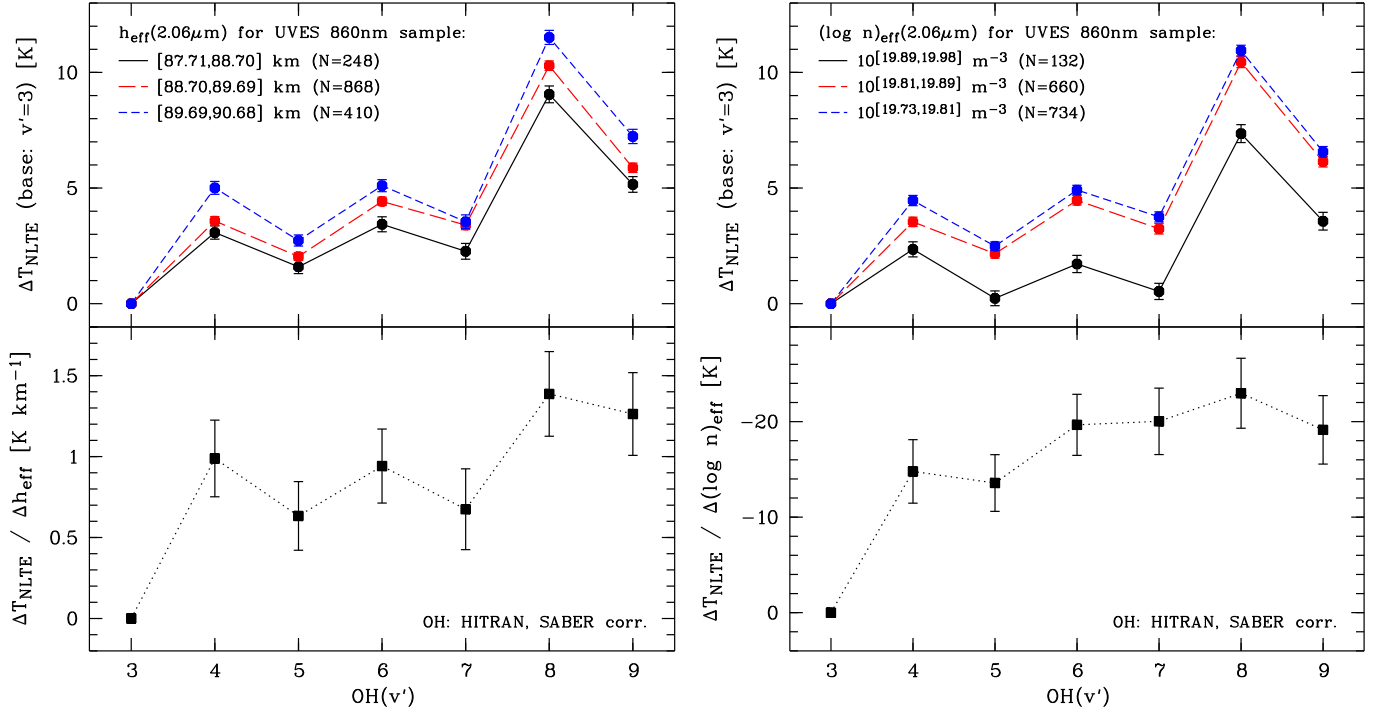 h_eff(2.06μm) for UVES 860nm sample:
[87.71,88.70] km (N=248)
[88.70,89.69] km (N=868)
[89.69,90.68] km (N=410)
ΔT_NLTE (base: v'=3) [K]
10
5
0
ΔT_NLTE / Δh_eff [K km⁻¹]
1.5
1
0.5
0
OH: HITRAN, SABER corr.
3 4 5 6 7 8 9
OH(v')
(log n)_eff(2.06μm) for UVES 860nm sample:
10^[19.89,19.98] m⁻³ (N=132)
10^[19.81,19.89] m⁻³ (N=660)
10^[19.73,19.81] m⁻³ (N=734)
ΔT_NLTE (base: v'=3) [K]
10
5
0
ΔT_NLTE / Δ(log n)_eff [K]
−20
−10
0
OH: HITRAN, SABER corr.
3 4 5 6 7 8 9
OH(v')